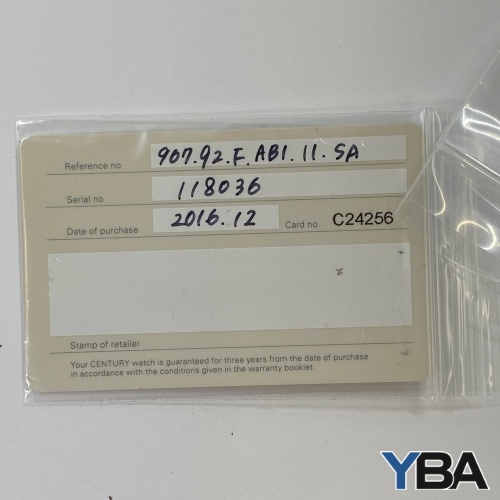 Reference no 907.92.F.AB1.11.SA
Serial no 118036
Date of purchase 2016.12 Card no C24256
Stamp of retailer
Your CENTURY watch is guaranteed for three years from the date of purchase
in accordance with the conditions given in the warranty booklet.
YBA